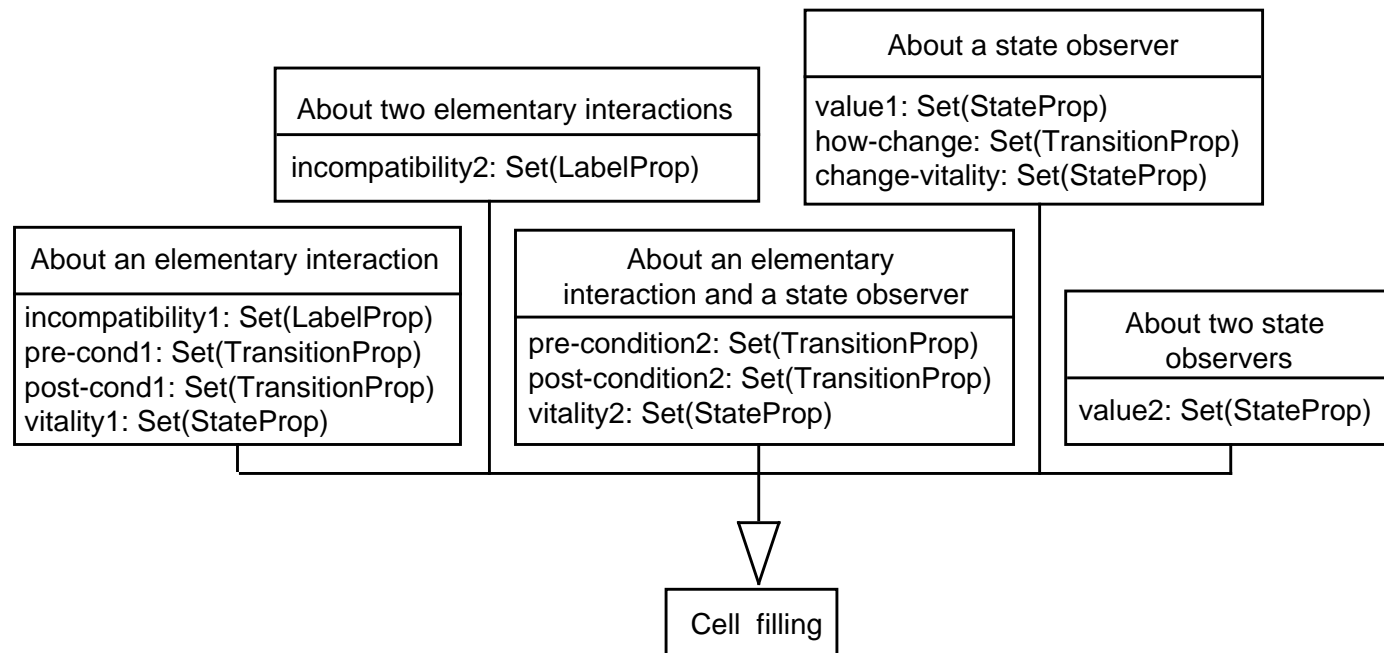 About a state observer
value1: Set(StateProp)
how-change: Set(TransitionProp)
change-vitality: Set(StateProp)
About two elementary interactions
incompatibility2: Set(LabelProp)
About an elementary interaction
incompatibility1: Set(LabelProp)
pre-cond1: Set(TransitionProp)
post-cond1: Set(TransitionProp)
vitality1: Set(StateProp)
About an elementary
interaction and a state observer
pre-condition2: Set(TransitionProp)
post-condition2: Set(TransitionProp)
vitality2: Set(StateProp)
About two state
observers
value2: Set(StateProp)
Cell filling